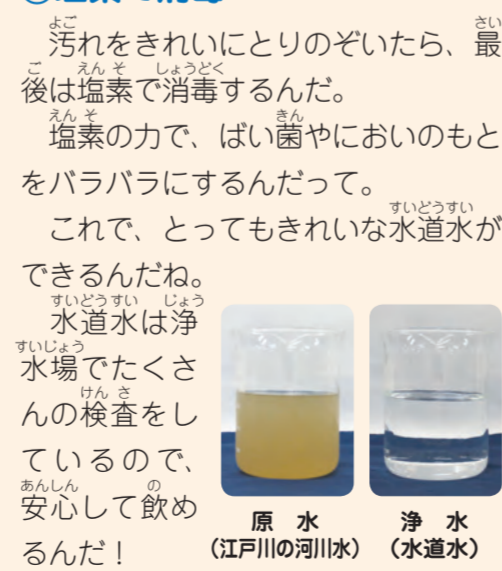 汚れをきれいにとりのぞいたら、最
後は塩素で消毒するんだ。
塩素の力で、ばい菌やにおいのもと
をバラバラにするんだって。
これで、とってもきれいな水道水が
できるんだね。
水道水は浄
水場でたくさ
んの検査をし
ているので、
安心して飲め
るんだ！
原 水
（江戸川の河川水）
浄 水
（水道水）